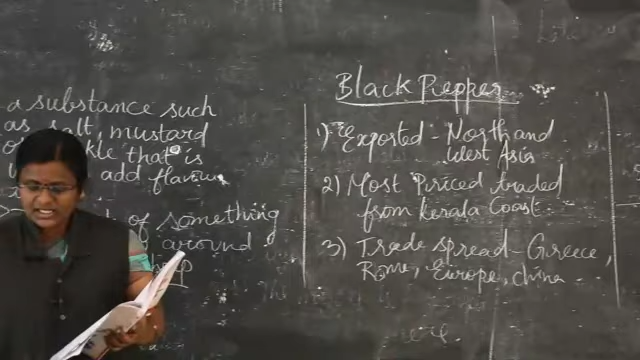 a substance such
as salt, mustard
that is
add flavour
of something
around
Black Pepper
1) Exported - North and
West Asia
2) Most Priced traded
from Kerala Coast
3) Trade spread - Greece,
Rome, Europe, china